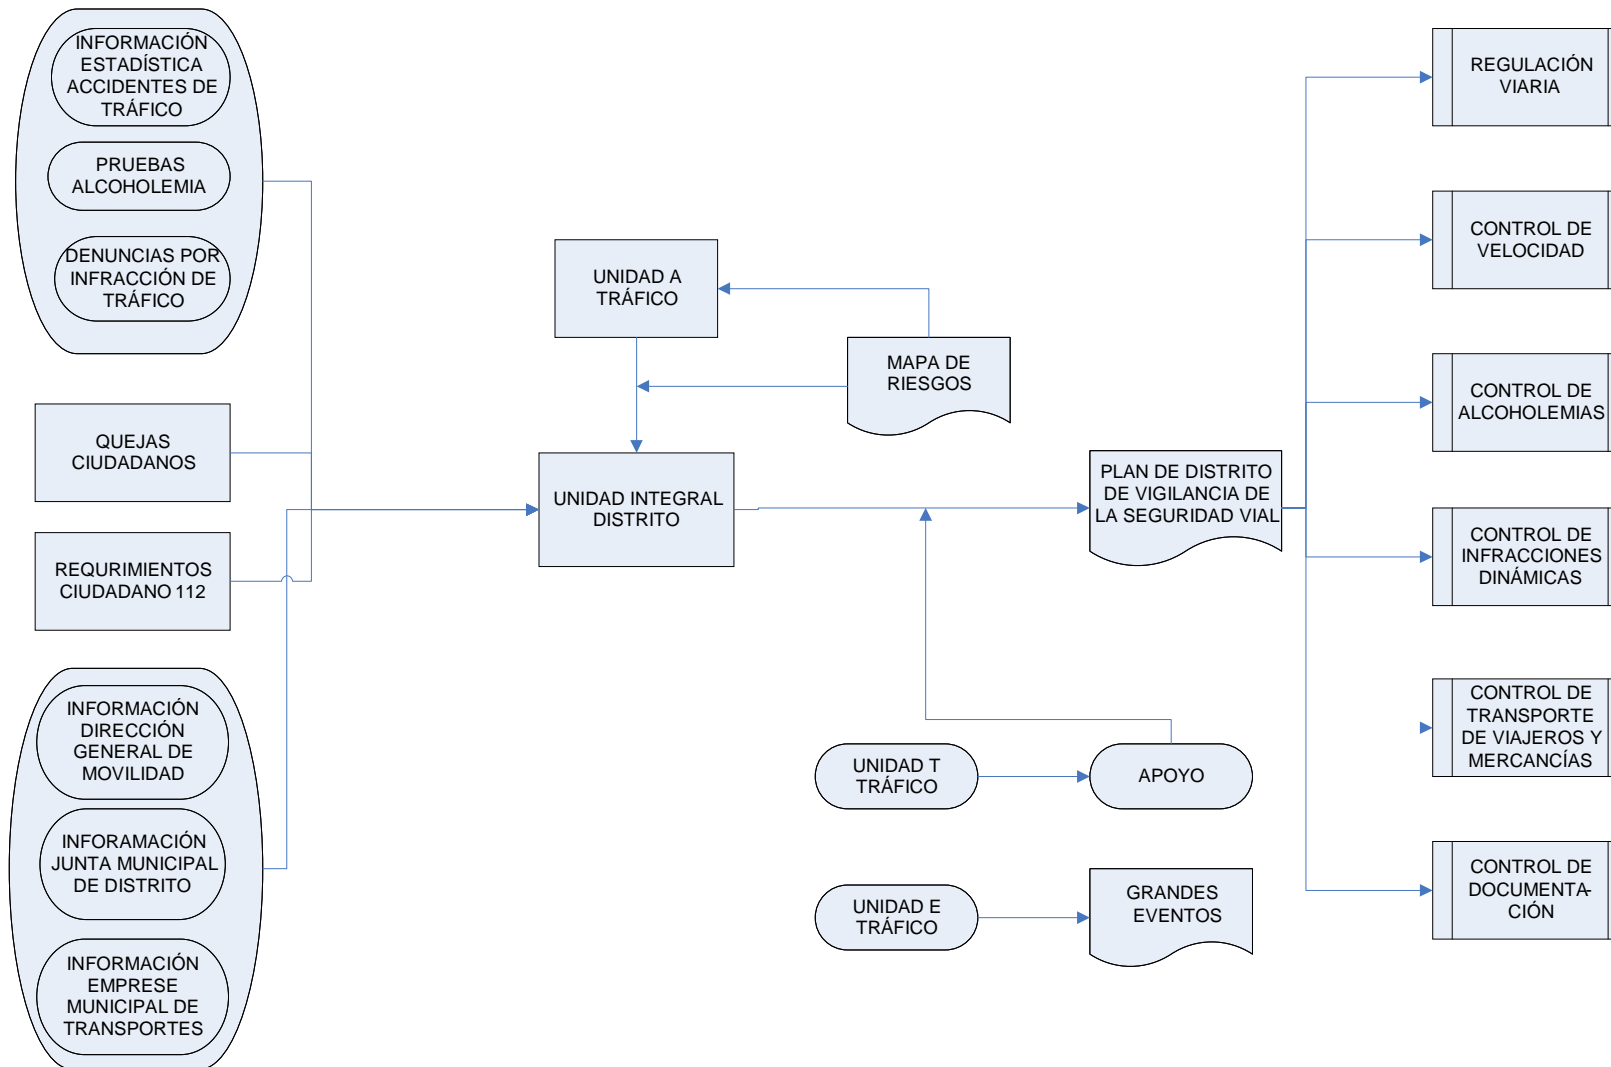 INFORMACIÓN
ESTADÍSTICA
ACCIDENTES DE
TRÁFICO
PRUEBAS
ALCOHOLEMIA
DENUNCIAS POR
INFRACCIÓN DE
TRÁFICO
QUEJAS
CIUDADANOS
REQURIMIENTOS
CIUDADANO 112
INFORMACIÓN
DIRECCIÓN
GENERAL DE
MOVILIDAD
INFORAMACIÓN
JUNTA MUNICIPAL
DE DISTRITO
INFORMACIÓN
EMPRESE
MUNICIPAL DE
TRANSPORTES
UNIDAD A
TRÁFICO
MAPA DE
RIESGOS
UNIDAD INTEGRAL
DISTRITO
PLAN DE DISTRITO
DE VIGILANCIA DE
LA SEGURIDAD VIAL
UNIDAD T
TRÁFICO
APOYO
UNIDAD E
TRÁFICO
GRANDES
EVENTOS
REGULACIÓN
VIARIA
CONTROL DE
VELOCIDAD
CONTROL DE
ALCOHOLEMIAS
CONTROL DE
INFRACCIONES
DINÁMICAS
CONTROL DE
TRANSPORTE
DE VIAJEROS Y
MERCANCÍAS
CONTROL DE
DOCUMENTA-
CIÓN